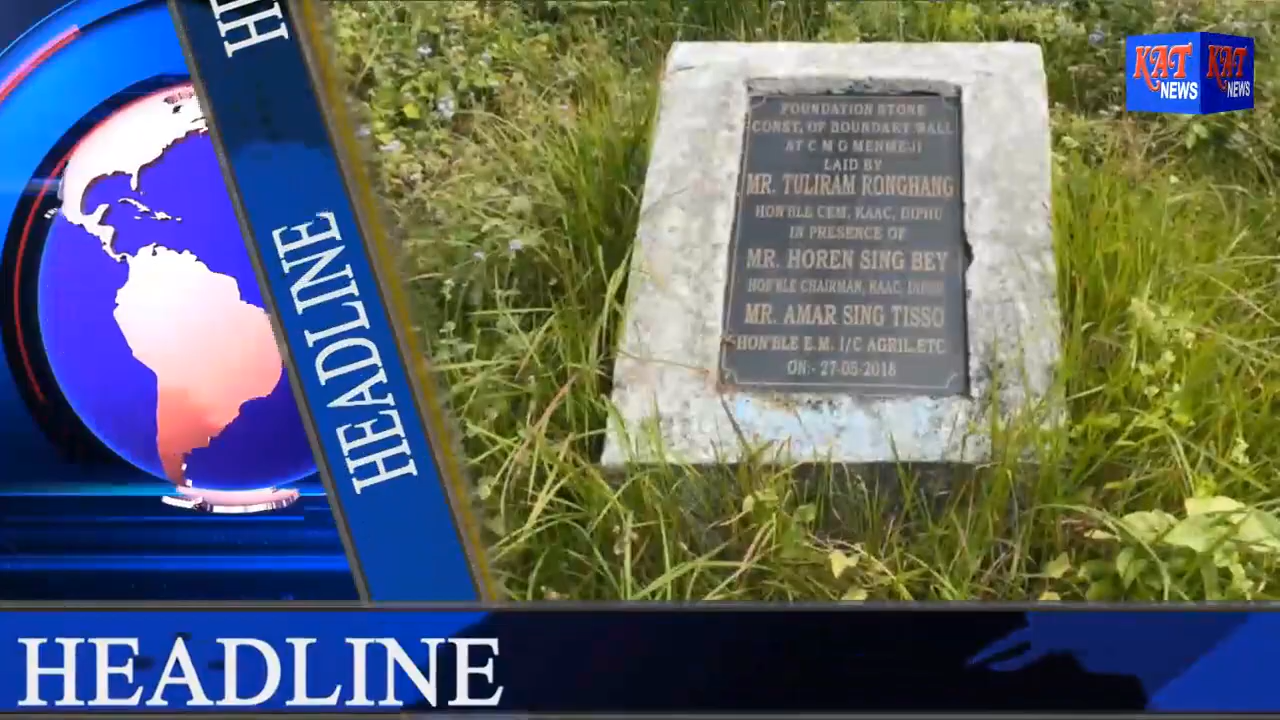 HEADLINE
KAT
NEWS
KAT
NEWS
FOUNDATION STONE
CONST, OF BOUNDARY WALL
AT C M G MENMEJI
LAID BY
MR. TULIRAM RONGHANG
HON'BLE CEM, KAAC, DIPHU
IN PRESENCE OF
MR. HOREN SING BEY
HON'BLE CHAIRMAN, KAAC, DIPHU
MR. AMAR SING TISSO
HON'BLE E.M. I/C AGRIL.ETC
ON:- 27-05-2018
HEADLINE